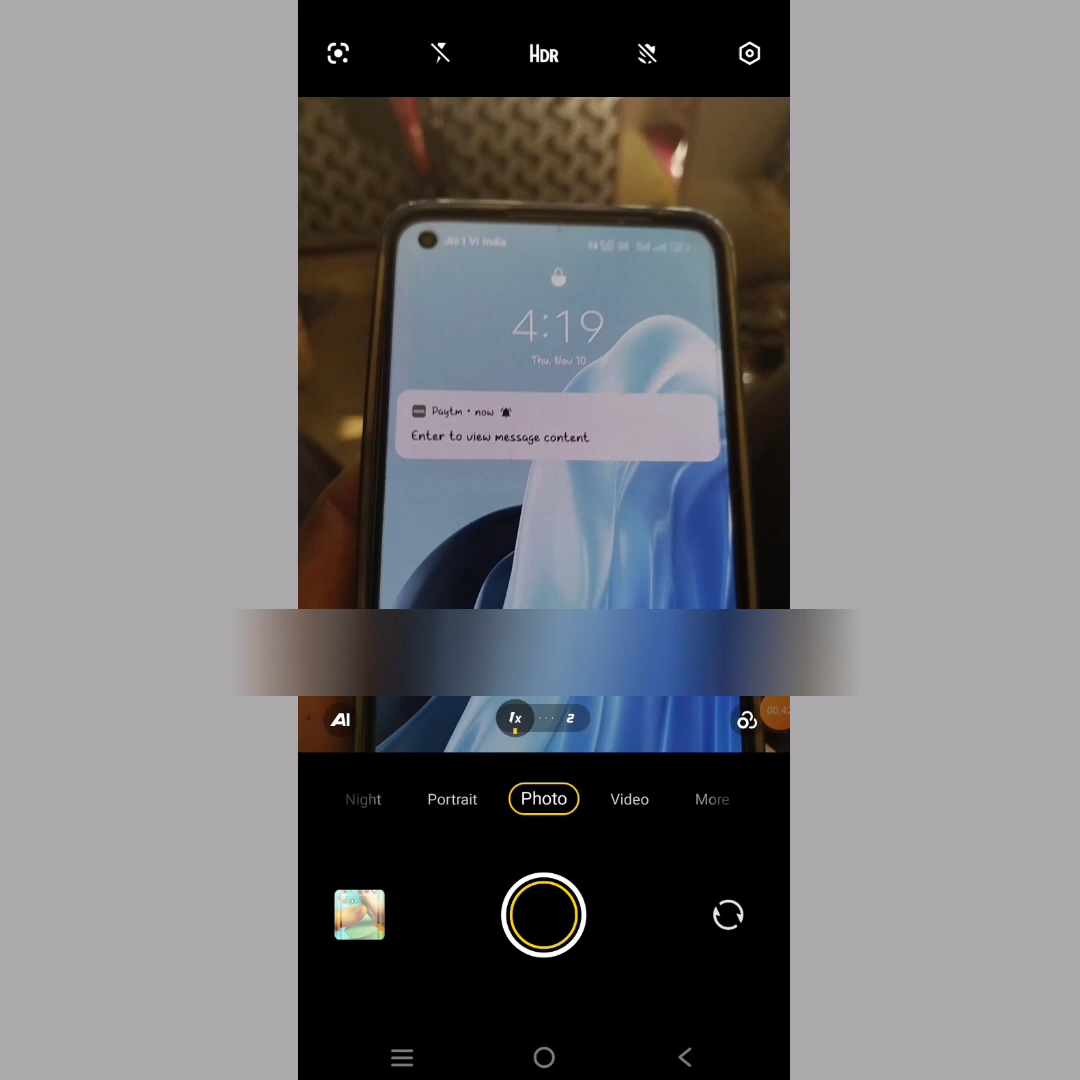 HDR
Jio | Vi India
4:19
Thu, Nov 10
Paytm • now
Enter to view message content
AI
1x
2
Night
Portrait
Photo
Video
More